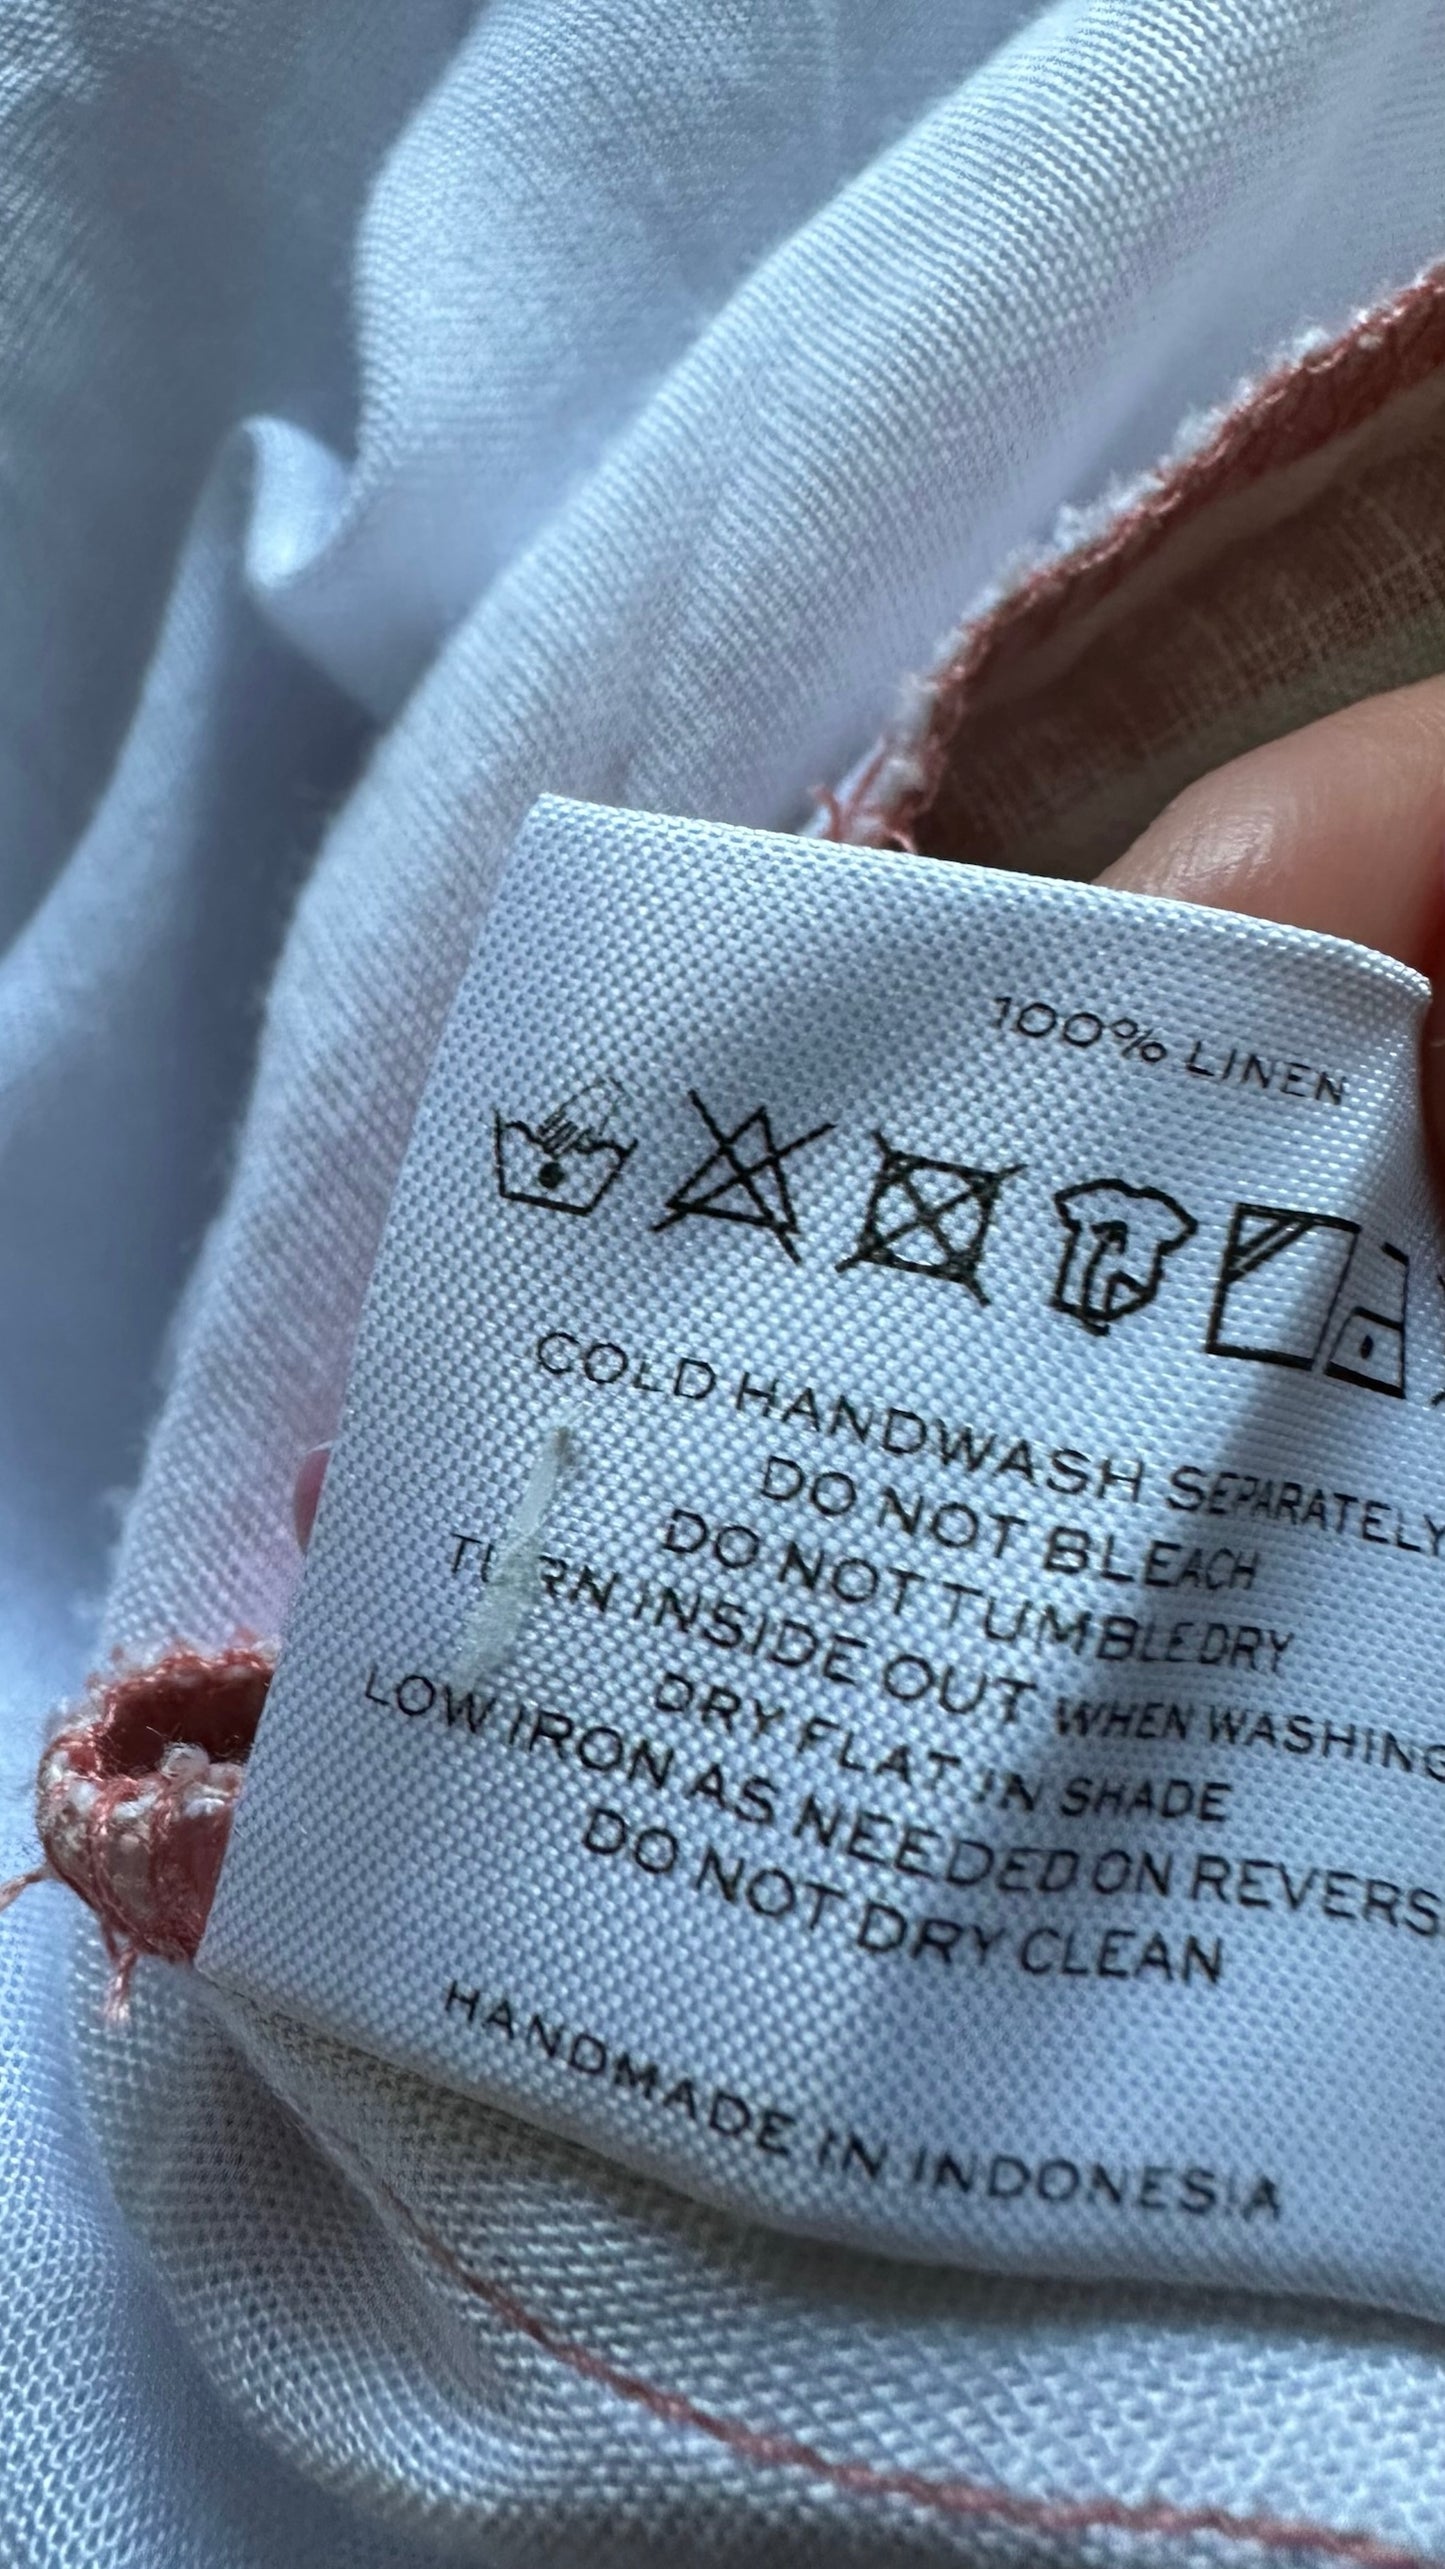 100% LINEN
COLD HANDWASH SEPARATELY
DO NOT BLEACH
DO NOT TUMBLE DRY
TURN INSIDE OUT WHEN WASHING
DRY FLAT IN SHADE
LOW IRON AS NEEDED ON REVERS
DO NOT DRY CLEAN
HANDMADE IN INDONESIA